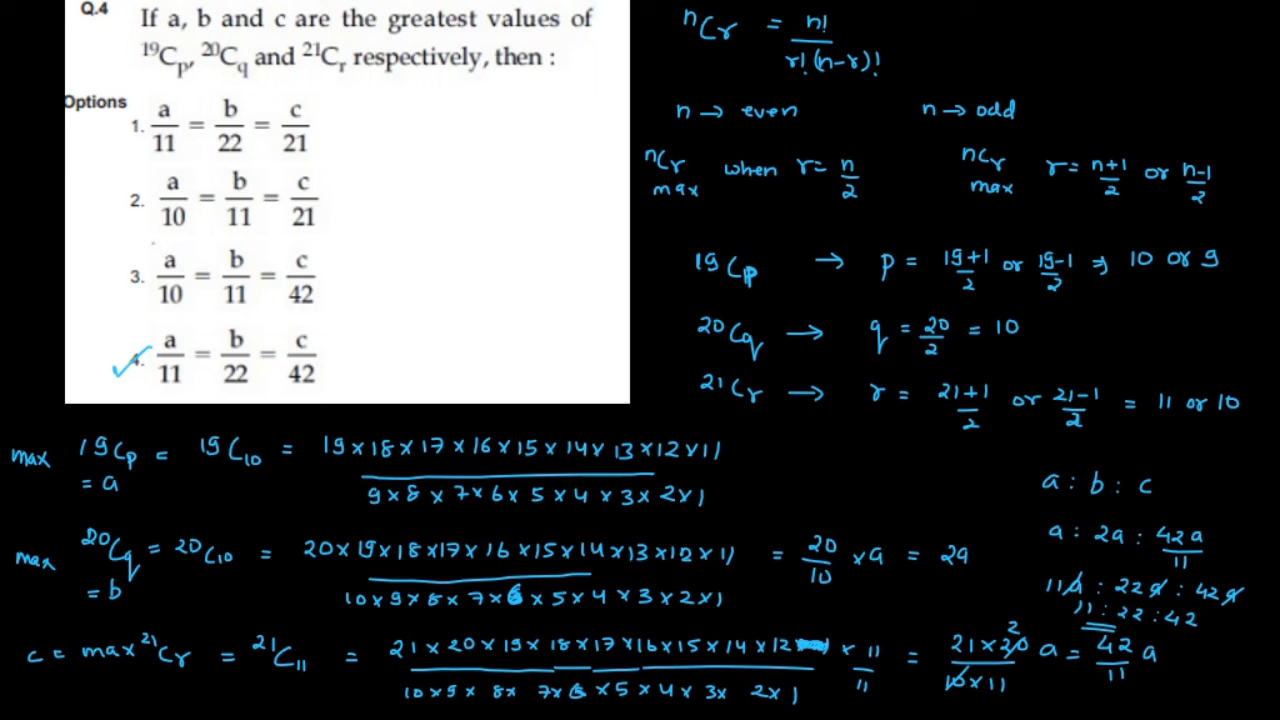 Q.4 If a, b and c are the greatest values of
¹⁹Cₚ, ²⁰C_q and ²¹Cᵣ respectively, then :
Options
1. a/11 = b/22 = c/21
2. a/10 = b/11 = c/21
3. a/10 = b/11 = c/42
4. a/11 = b/22 = c/42
nCr = n! / r!(n-r)!
n → even
n → odd
nCr max when r = n/2
nCr max r = n+1/2 or n-1/2
19Cp → p = 19+1/2 or 19-1/2 ⇒ 10 or 9
20Cq → q = 20/2 = 10
21Cr → r = 21+1/2 or 21-1/2 = 11 or 10
max 19Cp = 19C10 = 19×18×17×16×15×14×13×12×11 / 9×8×7×6×5×4×3×2×1
= a
max 20Cq = 20C10 = 20×19×18×17×16×15×14×13×12×11 / 10×9×8×7×6×5×4×3×2×1 = 20/10 × a = 2a
= b
c = max 21Cr = 21C11 = 21×20×19×18×17×16×15×14×12 × 11/11 / 10×9×8×7×6×5×4×3×2×1 = 21×20/10×11 a = 42/11 a
2
a : b : c
a : 2a : 42a/11
11a : 22a : 42a
11 : 22 : 42